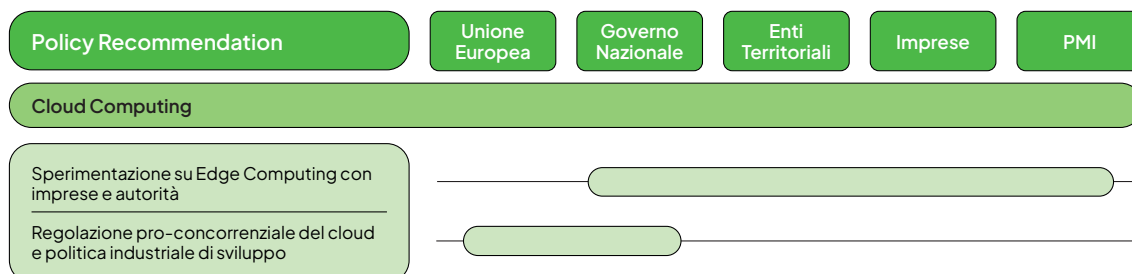 Policy Recommendation
Unione
Europea
Governo
Nazionale
Enti
Territoriali
Imprese
PMI
Cloud Computing
Sperimentazione su Edge Computing con
imprese e autorità
Regolazione pro-concorrenziale del cloud
e politica industriale di sviluppo